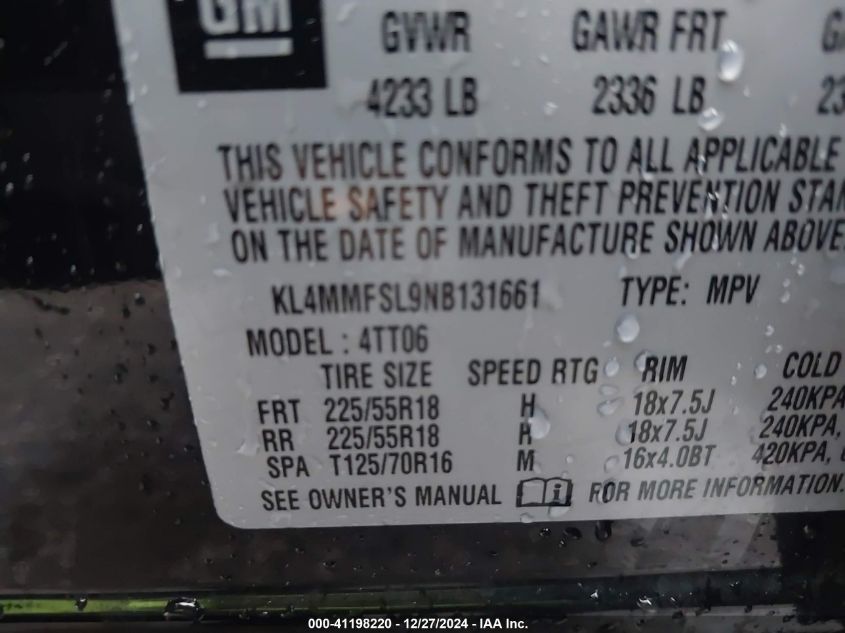 GM
GVWR GAWR FRT
4233 LB 2336 LB
THIS VEHICLE CONFORMS TO ALL APPLICABLE
VEHICLE SAFETY AND THEFT PREVENTION STAN
ON THE DATE OF MANUFACTURE SHOWN ABOVE.
KL4MMFSL9NB131661 TYPE: MPV
MODEL : 4TT06
TIRE SIZE SPEED RTG RIM COLD
FRT 225/55R18 H 18x7.5J 240KPA
RR 225/55R18 H 18x7.5J 240KPA,
SPA T125/70R16 M 16x4.0BT 420KPA,
SEE OWNER'S MANUAL FOR MORE INFORMATION.
000-41198220 - 12/27/2024 - IAA Inc.